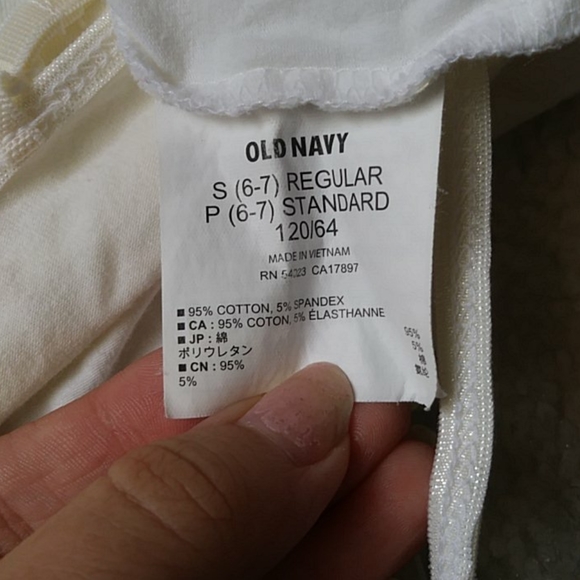 OLD NAVY
S (6-7) REGULAR
P (6-7) STANDARD
120/64
MADE IN VIETNAM
RN 54323 CA17897
■ 95% COTTON, 5% SPANDEX
■ CA : 95% COTON, 5% ÉLASTHANNE
■ JP : 綿 95%
ポリウレタン 5%
■ CN : 95% 棉
5% 氨纶